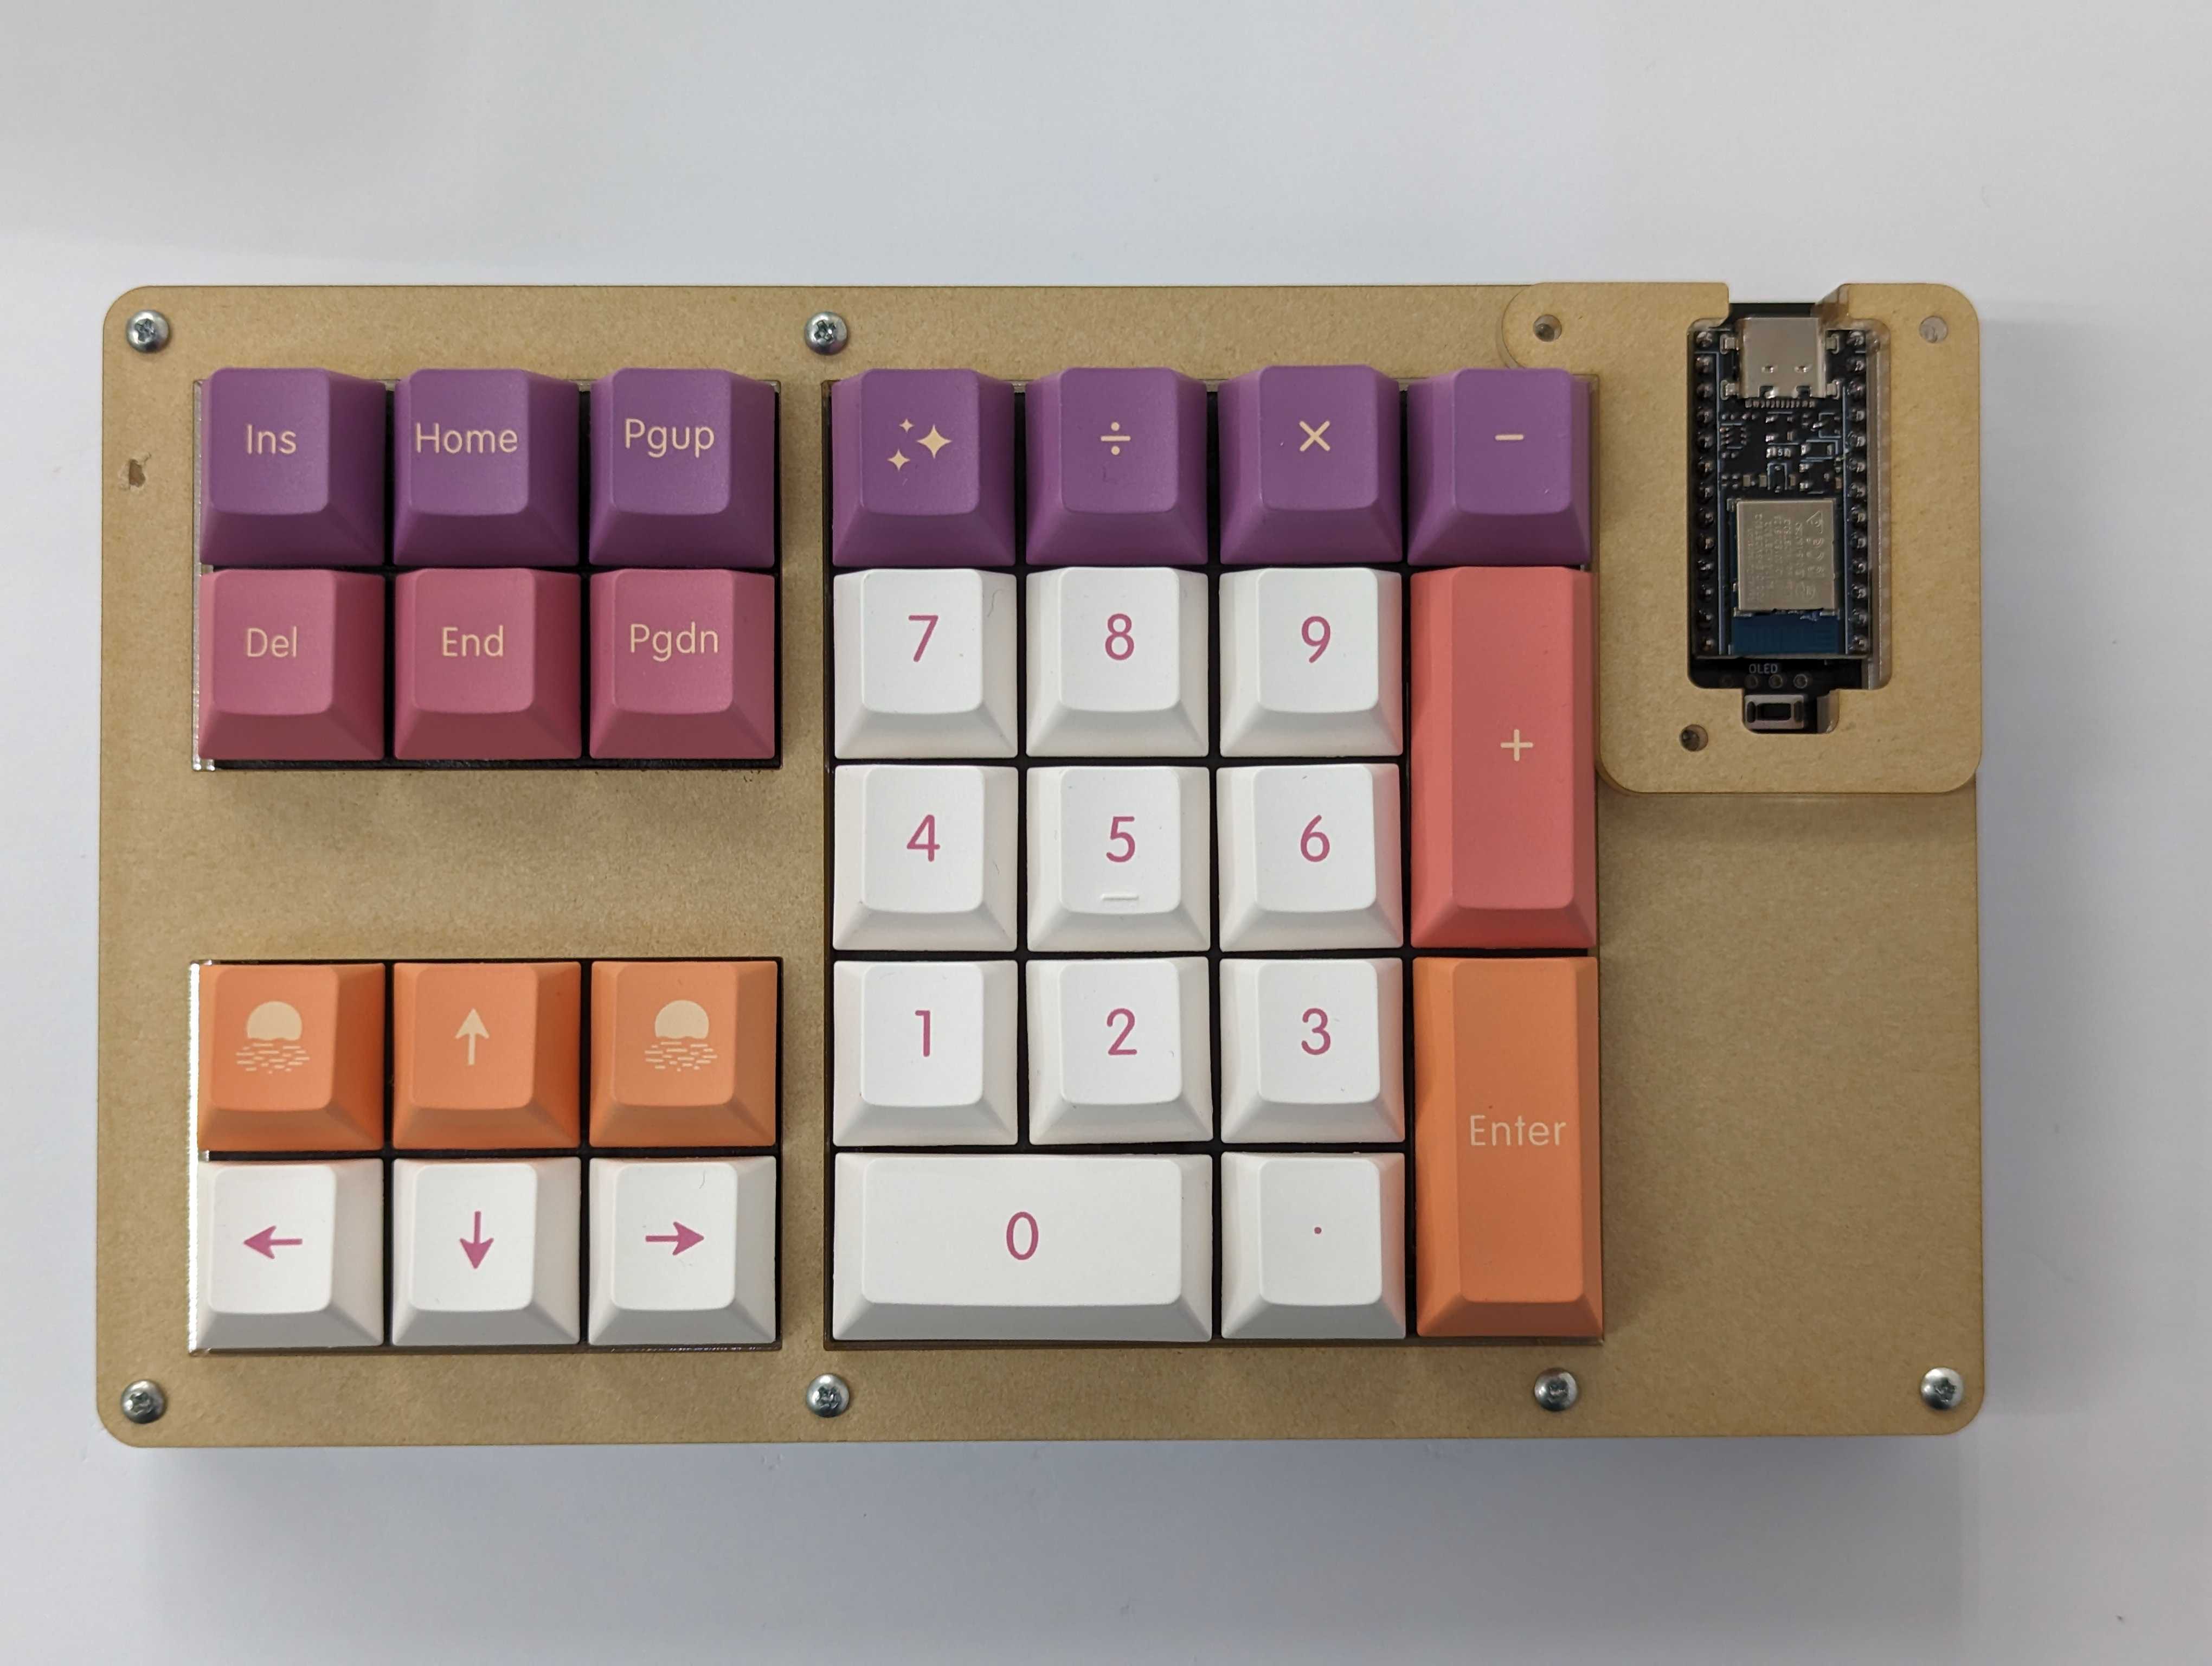 Ins Home Pgup ÷ × −
Del End Pgdn 7 8 9 +
4 5 6
↑ 1 2 3 Enter
← ↓ → 0 .
OLED